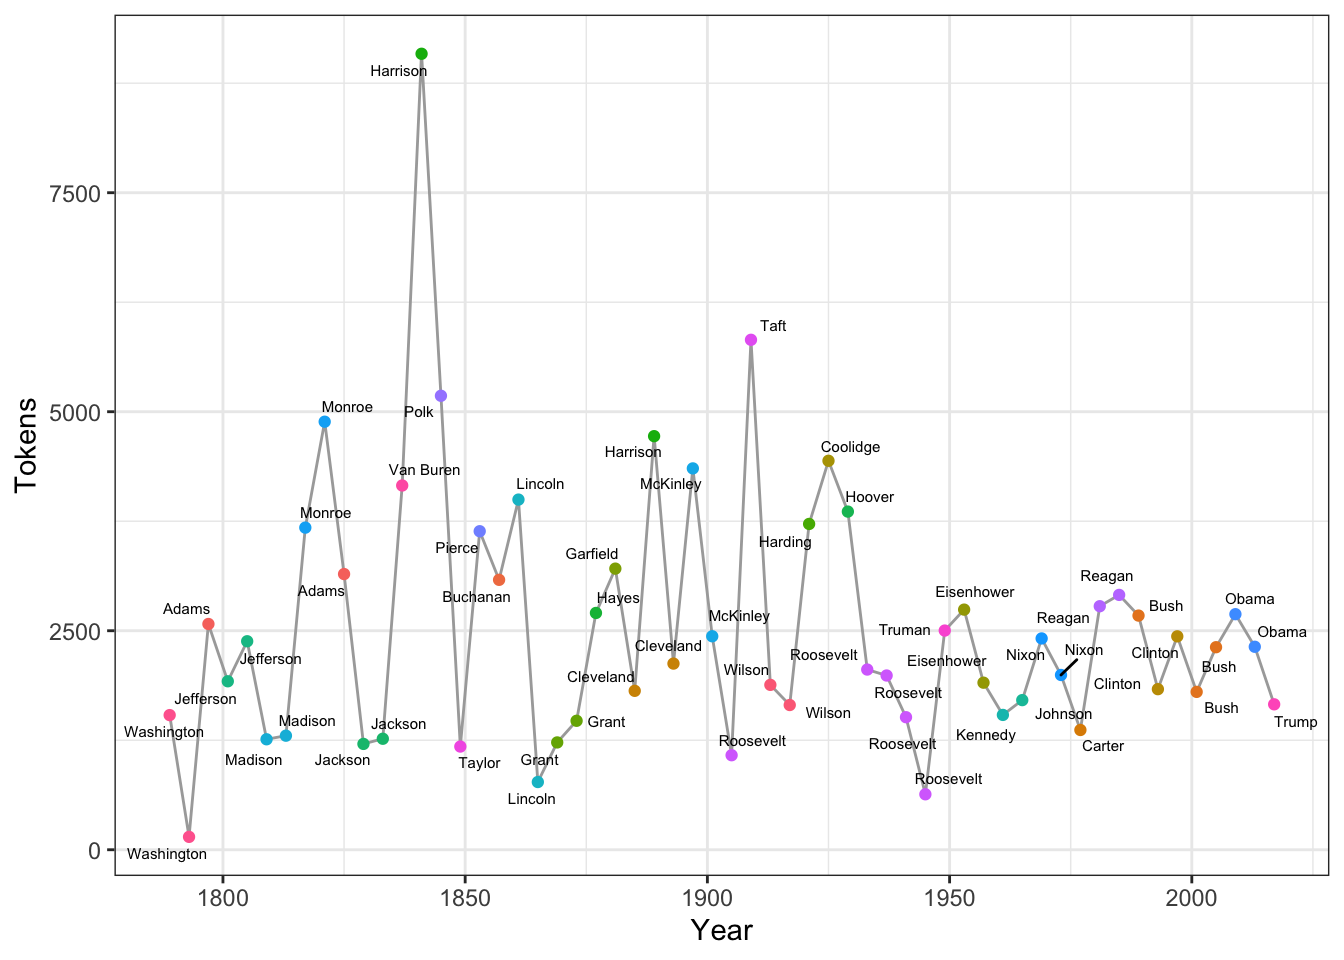 Harrison
7500
Taft
Monroe
5000
Polk
Coolidge
Harrison
Van Buren
Lincoln
McKinley
Hoover
Monroe
Harding
Pierce
Garfield
Reagan
Adams
Buchanan
Hayes
Eisenhower
Adams
Bush
Obama
McKinley
Reagan
2500
Truman
Obama
Cleveland
Nixon
Jefferson
Roosevelt
Nixon
Clinton
Eisenhower
Bush
Wilson
Cleveland
Clinton
Jefferson
Roosevelt
Bush
Wilson
Johnson
Madison
Grant
Trump
Jackson
Washington
Kennedy
Roosevelt
Roosevelt
Carter
Madison
Jackson
Taylor
Grant
Roosevelt
Lincoln
Washington
0
1800
1850
1900
1950
2000
Year
Tokens